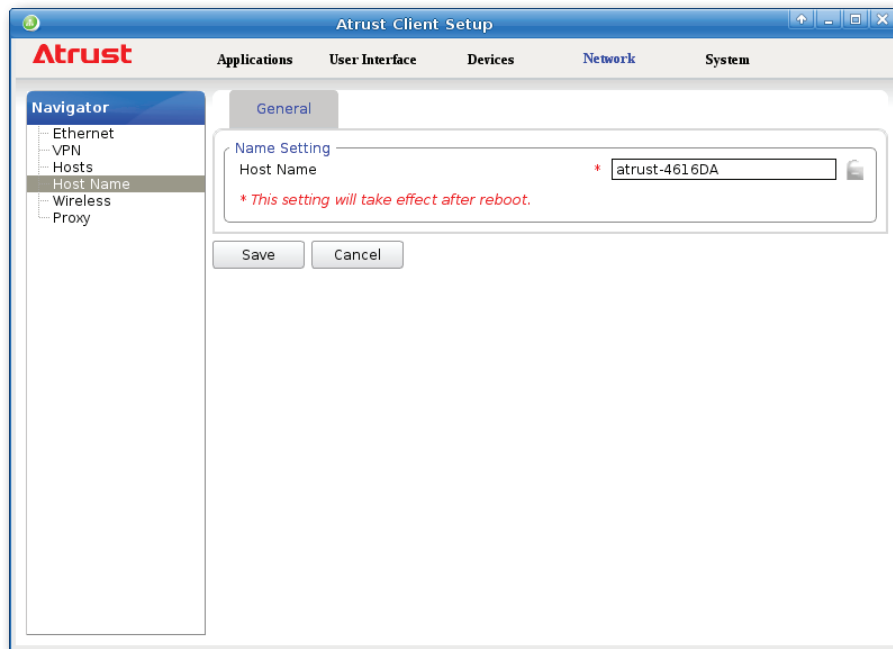 Atrust Client Setup
Atrust
Applications User Interface Devices Network System
Navigator
Ethernet
VPN
Hosts
Host Name
Wireless
Proxy
General
Name Setting
Host Name * atrust-4616DA
* This setting will take effect after reboot.
Save Cancel